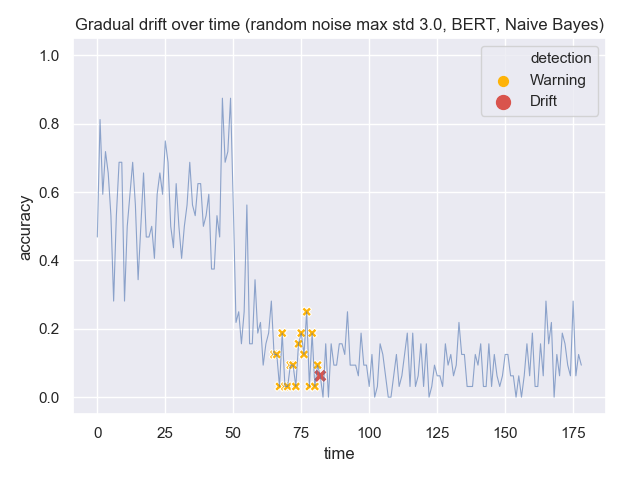 Gradual drift over time (random noise max std 3.0, BERT, Naive Bayes)
1.0
0.8
0.6
0.4
0.2
0.0
accuracy
detection
Warning
Drift
0 25 50 75 100 125 150 175
time